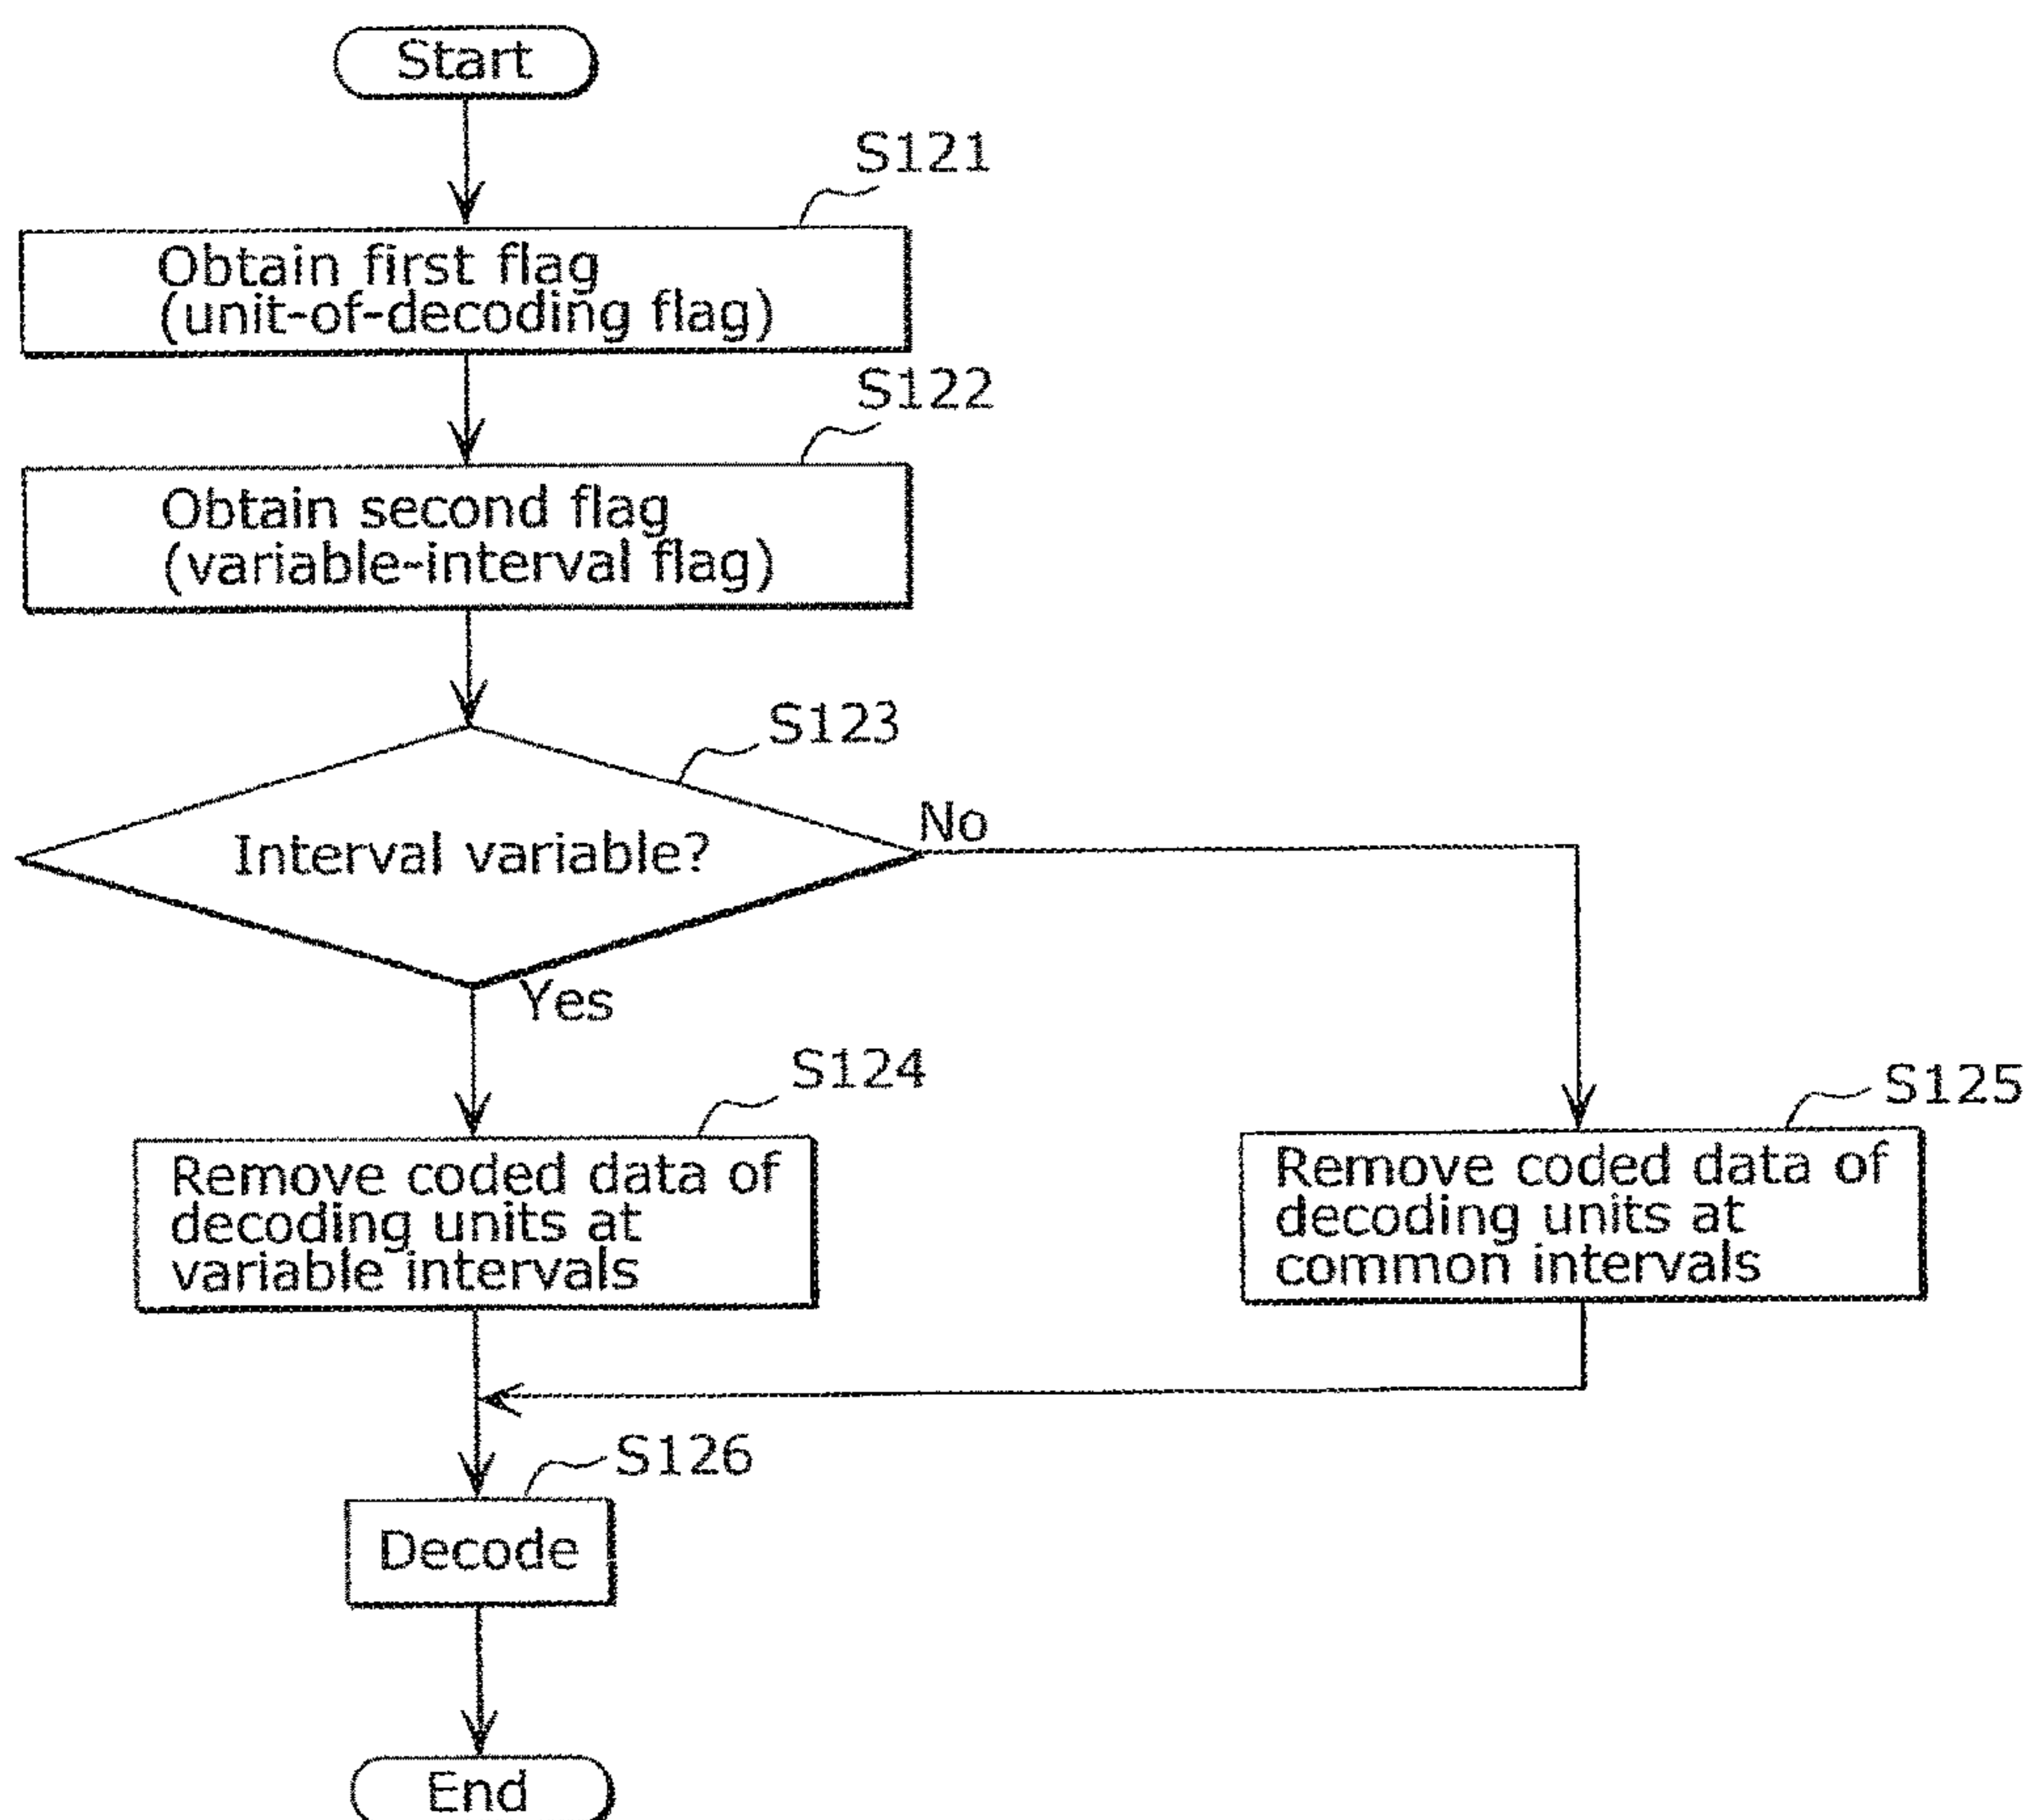 Start
S121
Obtain first flag
(unit-of-decoding flag)
S122
Obtain second flag
(variable-interval flag)
S123
Interval variable?
No
Yes
S124
Remove coded data of
decoding units at
variable intervals
S125
Remove coded data of
decoding units at
common intervals
S126
Decode
End